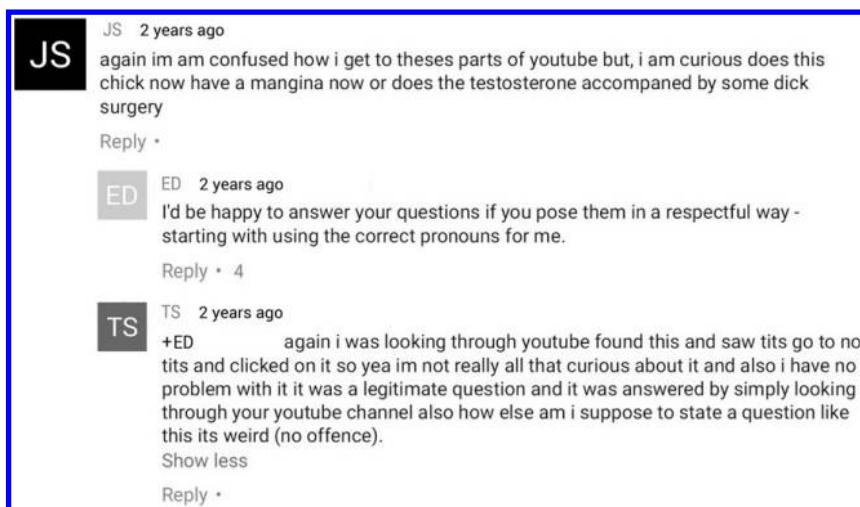 JS 2 years ago
JS
again im am confused how i get to theses parts of youtube but, i am curious does this
chick now have a mangina now or does the testosterone accompaned by some dick
surgery
Reply •
ED 2 years ago
ED
I'd be happy to answer your questions if you pose them in a respectful way -
starting with using the correct pronouns for me.
Reply • 4
TS 2 years ago
TS
+ED again i was looking through youtube found this and saw tits go to no
tits and clicked on it so yea im not really all that curious about it and also i have no
problem with it it was a legitimate question and it was answered by simply looking
through your youtube channel also how else am i suppose to state a question like
this its weird (no offence).
Show less
Reply •